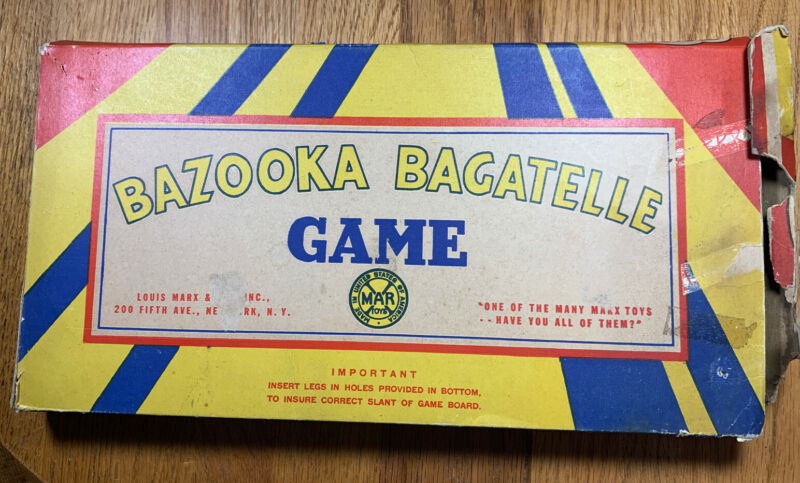 BAZOOKA BAGATELLE
GAME
MADE IN UNITED STATES OF AMERICA
MAR
TOYS
LOUIS MARX & INC.,
200 FIFTH AVE., NE RK, N. Y.
"ONE OF THE MANY MARX TOYS
-- HAVE YOU ALL OF THEM?"
IMPORTANT
INSERT LEGS IN HOLES PROVIDED IN BOTTOM,
TO INSURE CORRECT SLANT OF GAME BOARD.